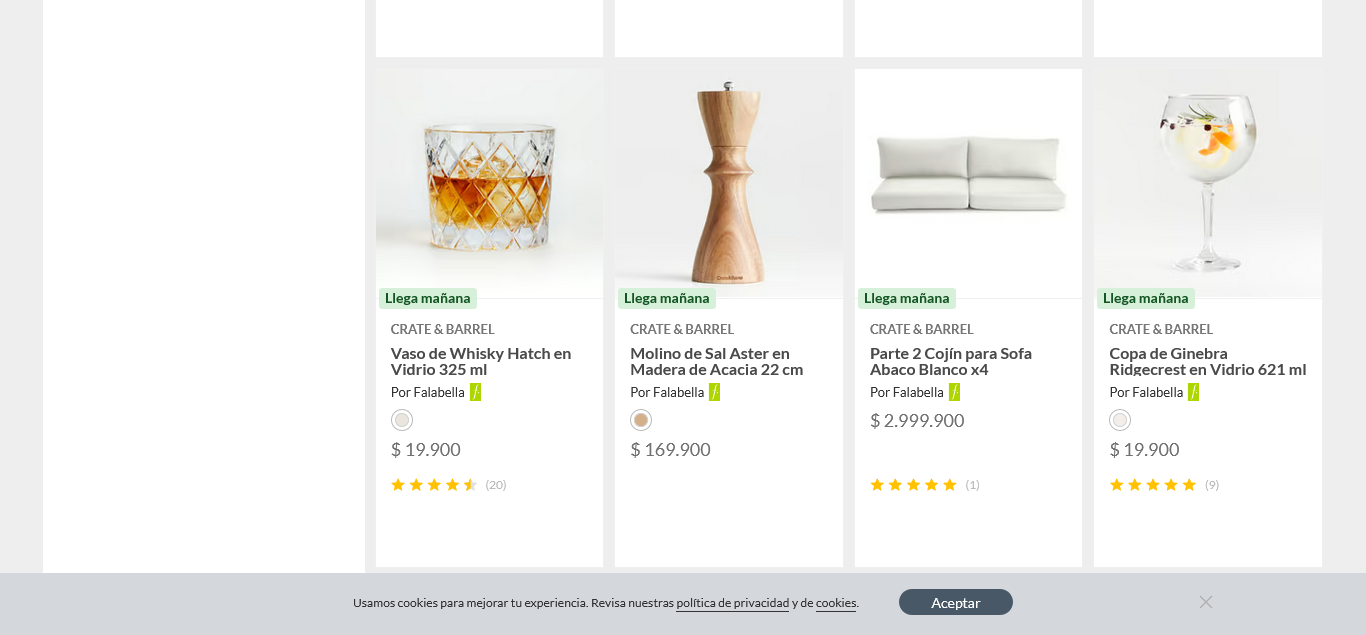 Llega mañana
CRATE & BARREL
Vaso de Whisky Hatch en
Vidrio 325 ml
Por Falabella
$ 19.900
(20)
Llega mañana
CRATE & BARREL
Molino de Sal Aster en
Madera de Acacia 22 cm
Por Falabella
$ 169.900
Llega mañana
CRATE & BARREL
Parte 2 Cojín para Sofa
Abaco Blanco x4
Por Falabella
$ 2.999.900
(1)
Llega mañana
CRATE & BARREL
Copa de Ginebra
Ridgecrest en Vidrio 621 ml
Por Falabella
$ 19.900
(9)
Usamos cookies para mejorar tu experiencia. Revisa nuestras política de privacidad y de cookies.
Aceptar